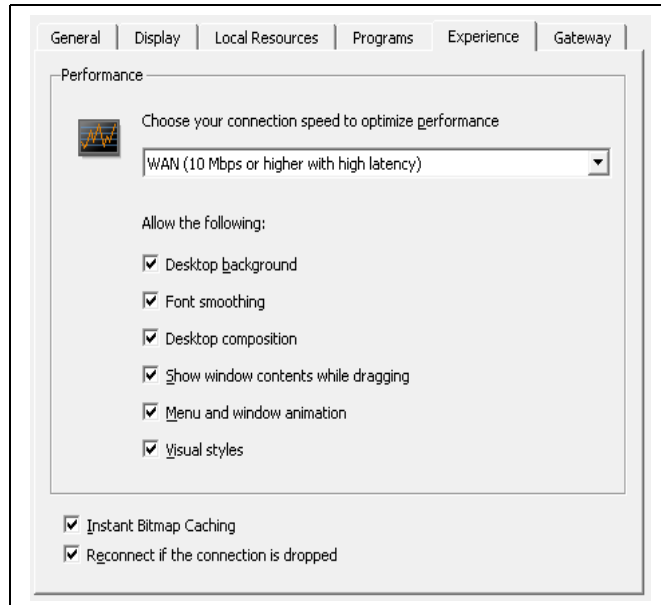 General Display Local Resources Programs Experience Gateway
Performance
Choose your connection speed to optimize performance
WAN (10 Mbps or higher with high latency)
Allow the following:
Desktop background
Font smoothing
Desktop composition
Show window contents while dragging
Menu and window animation
Visual styles
Instant Bitmap Caching
Reconnect if the connection is dropped